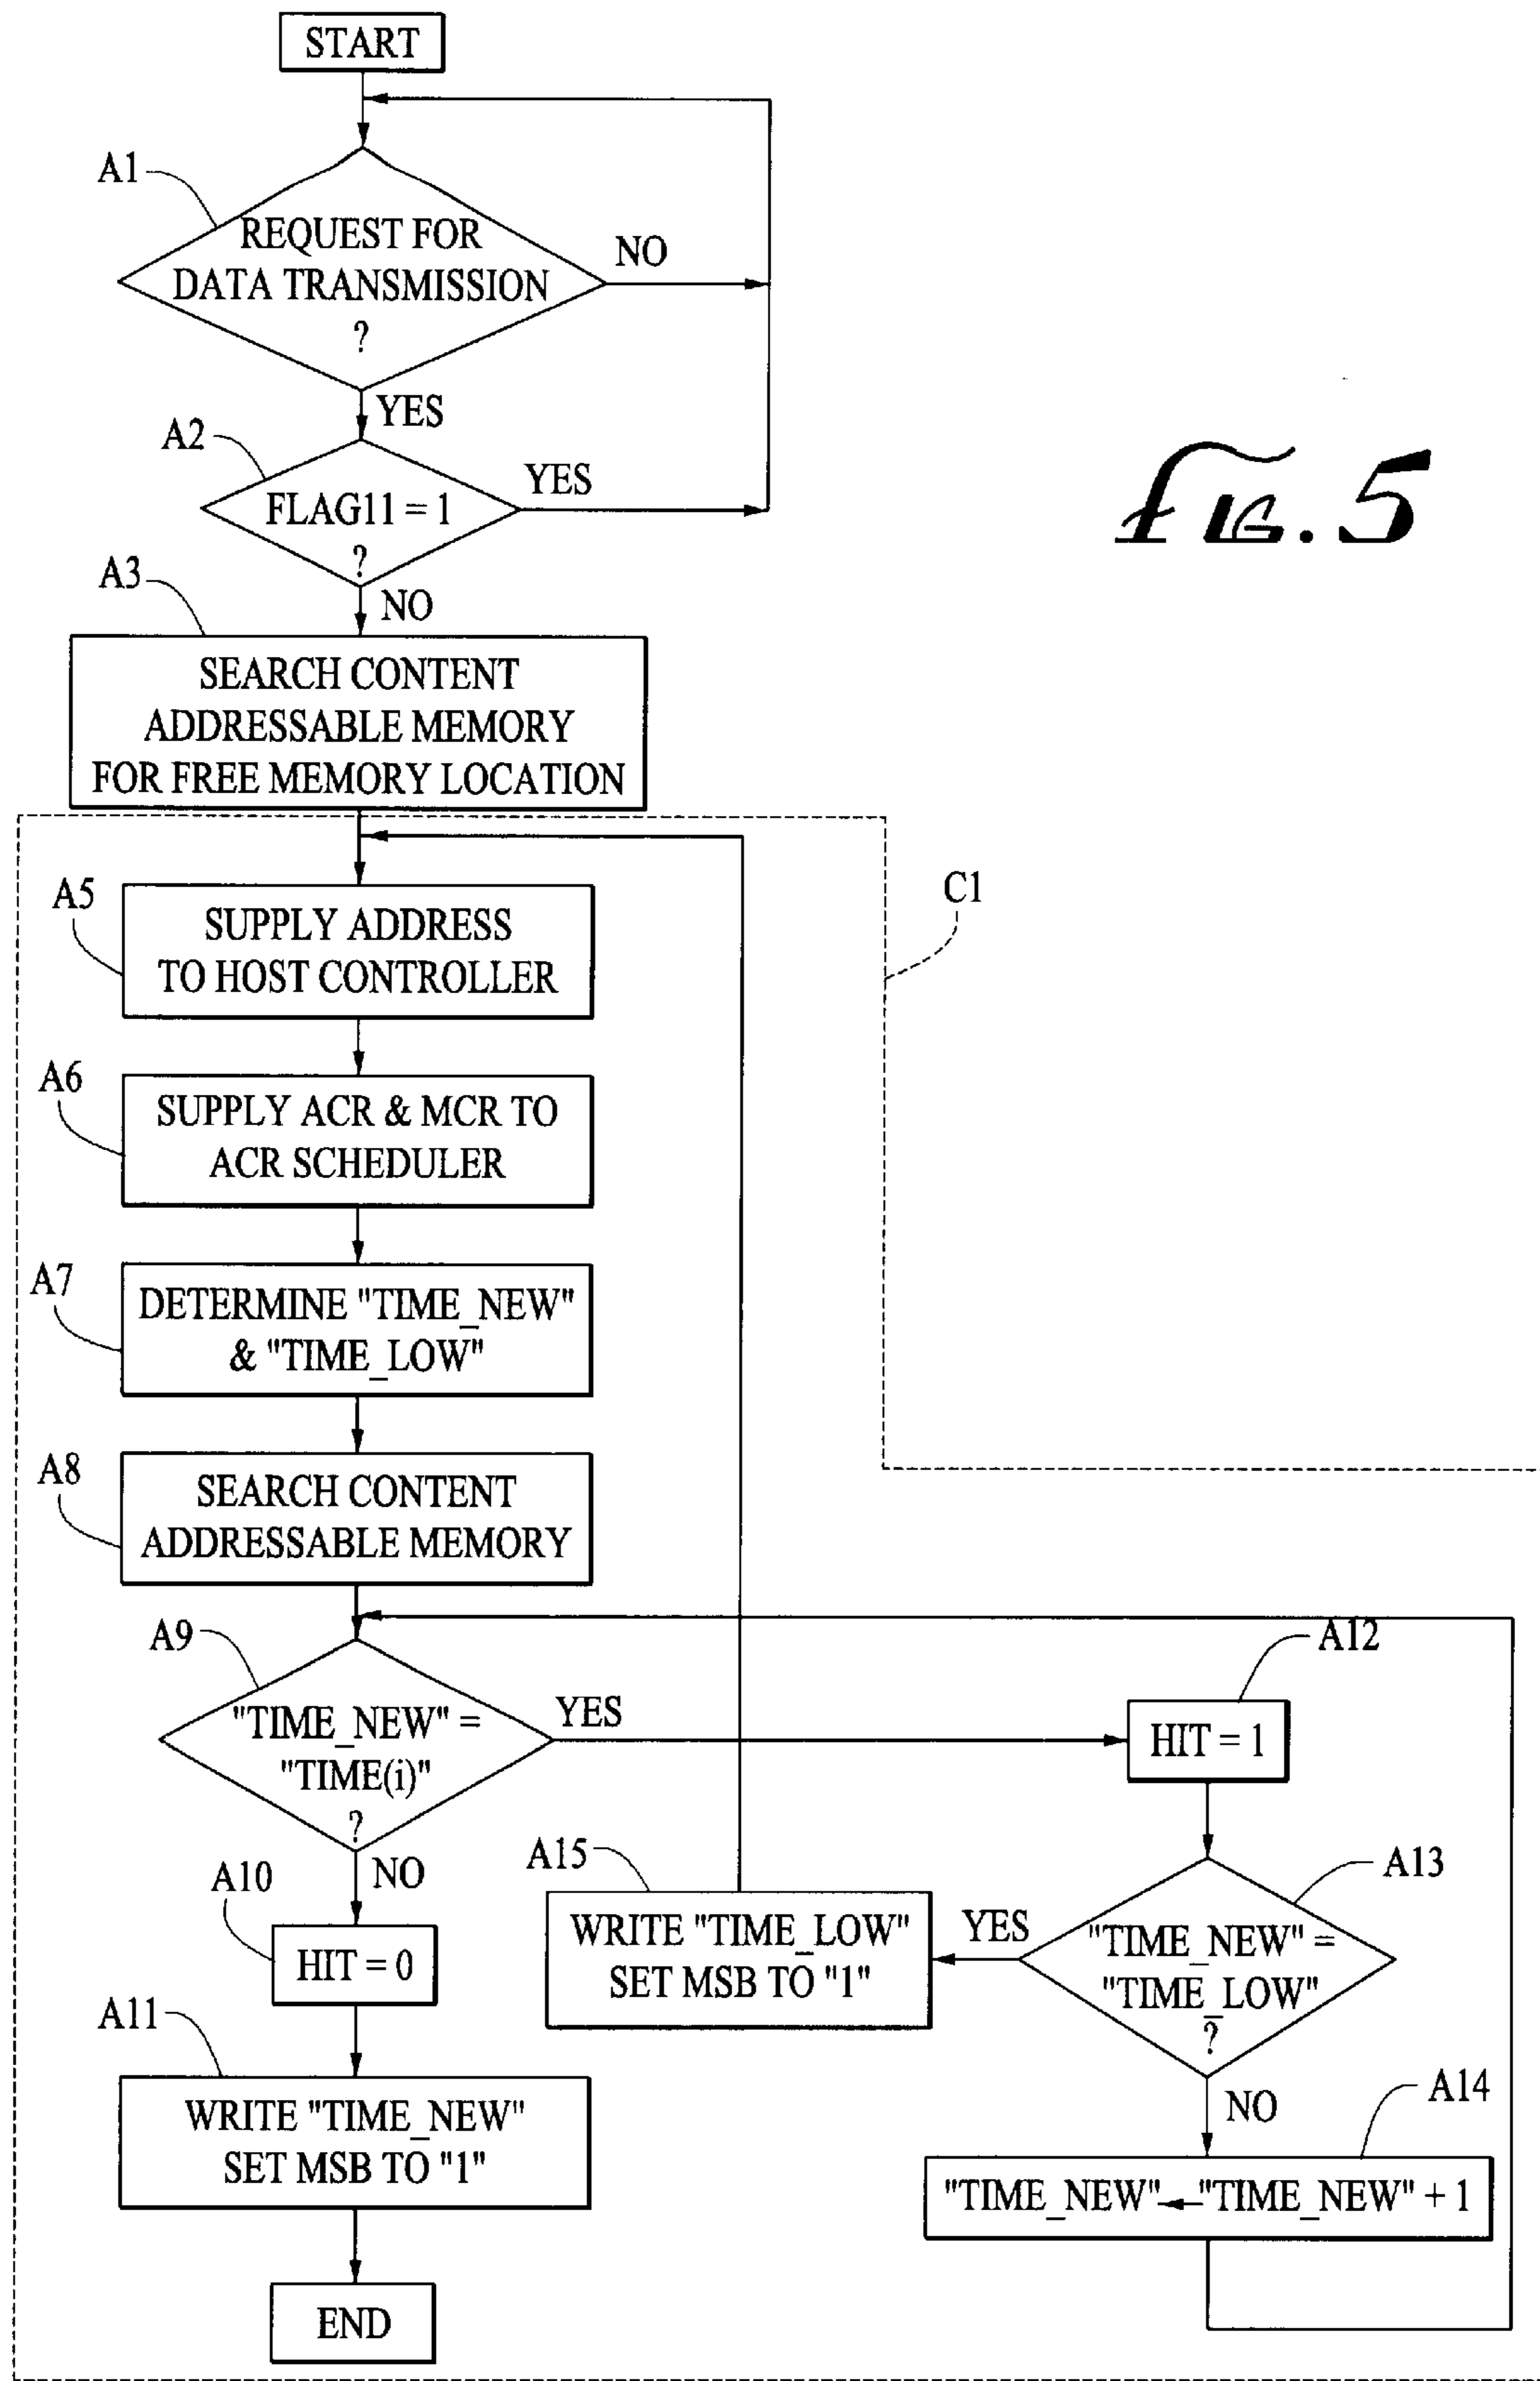 START
A1
REQUEST FOR
DATA TRANSMISSION
?
NO
YES
FIG. 5
A2
FLAG11 = 1
?
YES
NO
A3
SEARCH CONTENT
ADDRESSABLE MEMORY
FOR FREE MEMORY LOCATION
C1
A5
SUPPLY ADDRESS
TO HOST CONTROLLER
A6
SUPPLY ACR & MCR TO
ACR SCHEDULER
A7
DETERMINE "TIME_NEW"
& "TIME_LOW"
A8
SEARCH CONTENT
ADDRESSABLE MEMORY
A9
"TIME_NEW" =
"TIME(i)"
?
YES
NO
A12
HIT = 1
A10
HIT = 0
A15
WRITE "TIME_LOW"
SET MSB TO "1"
YES
A13
"TIME_NEW" =
"TIME_LOW"
?
NO
A11
WRITE "TIME_NEW"
SET MSB TO "1"
A14
"TIME_NEW" ← "TIME_NEW" + 1
END